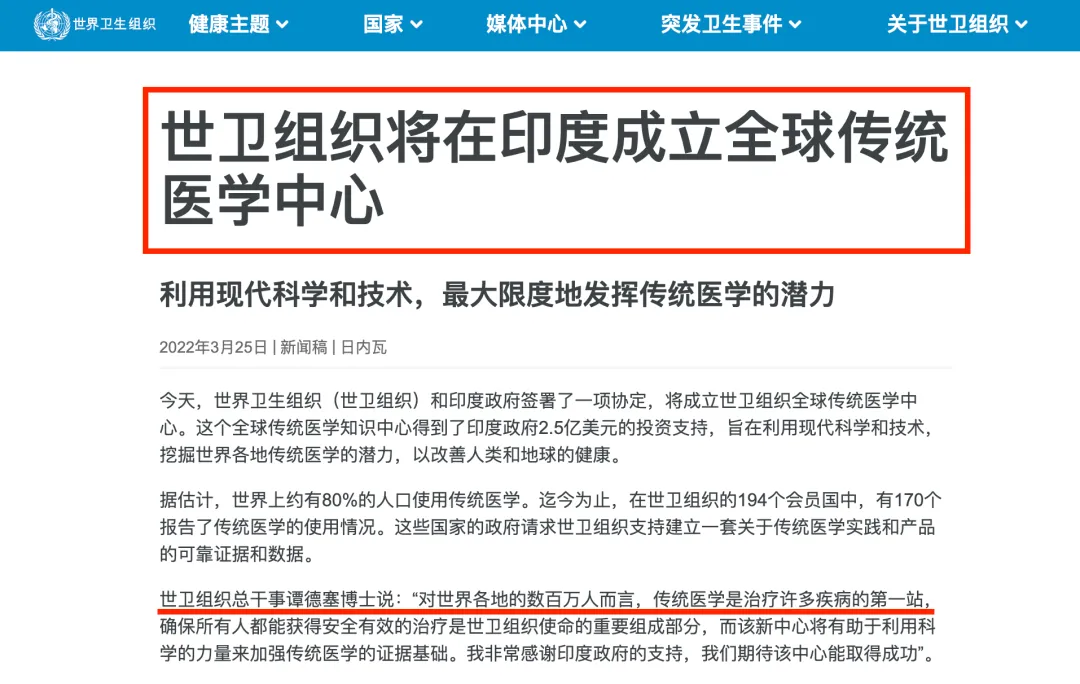 世界卫生组织
健康主题
国家
媒体中心
突发卫生事件
关于世卫组织
世卫组织将在印度成立全球传统
医学中心
利用现代科学和技术，最大限度地发挥传统医学的潜力
2022年3月25日 | 新闻稿 | 日内瓦
今天，世界卫生组织（世卫组织）和印度政府签署了一项协定，将成立世卫组织全球传统医学中
心。这个全球传统医学知识中心得到了印度政府2.5亿美元的投资支持，旨在利用现代科学和技术，
挖掘世界各地传统医学的潜力，以改善人类和地球的健康。
据估计，世界上约有80%的人口使用传统医学。迄今为止，在世卫组织的194个会员国中，有170个
报告了传统医学的使用情况。这些国家的政府请求世卫组织支持建立一套关于传统医学实践和产品
的可靠证据和数据。
世卫组织总干事谭德塞博士说：“对世界各地的数百万人而言，传统医学是治疗许多疾病的第一站，
确保所有人都能获得安全有效的治疗是世卫组织使命的重要组成部分，而该新中心将有助于利用科
学的力量来加强传统医学的证据基础。我非常感谢印度政府的支持，我们期待该中心能取得成功”。